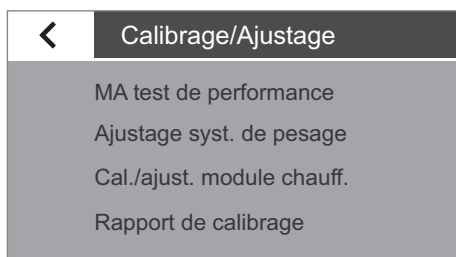 Calibrage/Ajustage
MA test de performance
Ajustage syst. de pesage
Cal./ajust. module chauff.
Rapport de calibrage